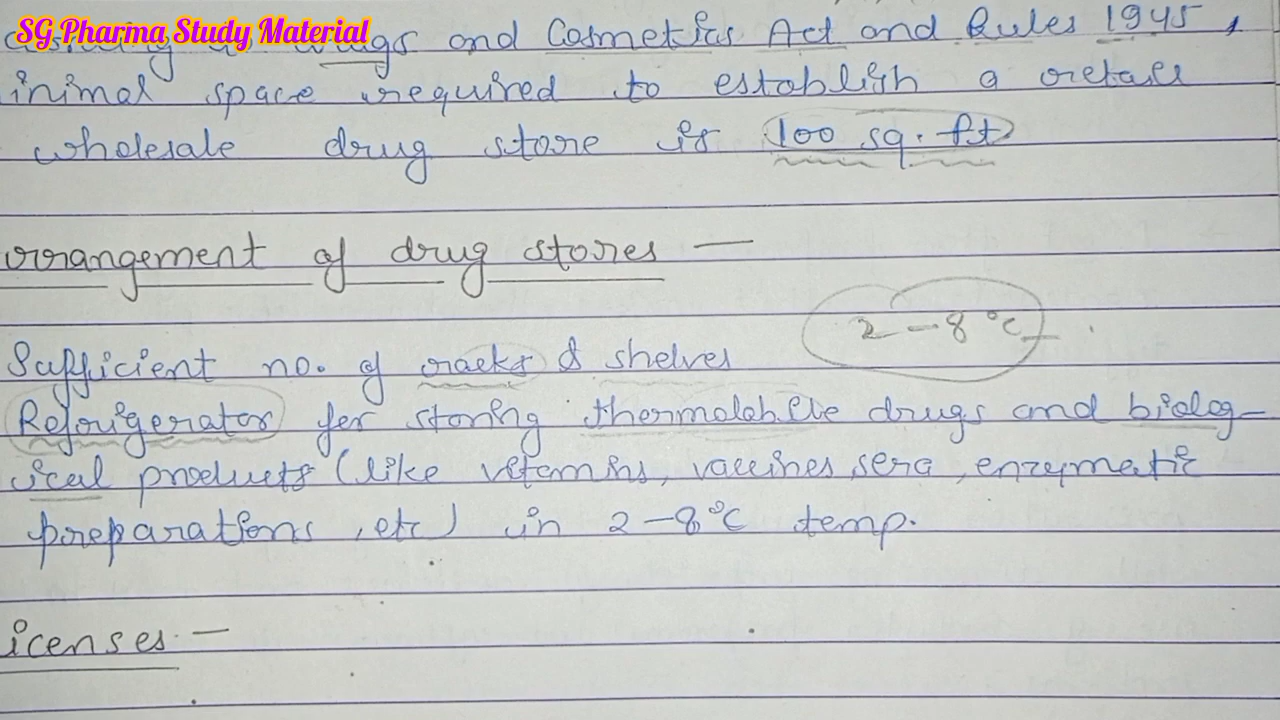 SG Pharma Study Material
drugs and Cosmetics Act and Rules 1945,
inimal space required to establish a retail
wholesale drug store is 100 sq. ft
rrangement of drug stores —
2 - 8 °C
Sufficient no. of racks & shelves
Refrigerator for storing thermolabile drugs and biolog-
ical products (like vitamins, vaccines, sera, enzymatic
preparations, etc) in 2-8°C temp.
icenses. —